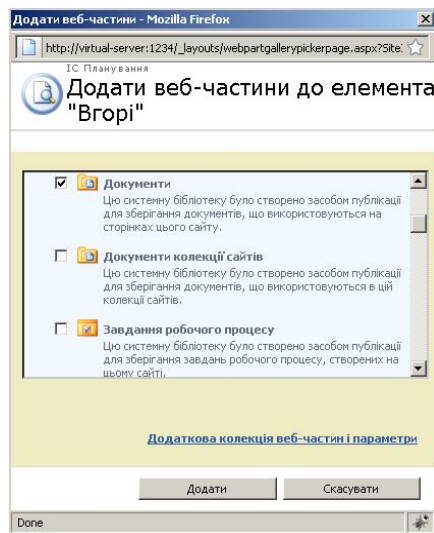 Додати веб-частини - Mozilla Firefox
http://virtual-server:1234/_layouts/webpartgallerypickerpage.aspx?Site:
ІС Планування
Додати веб-частини до елемента
"Вгорі"
Документи
Цю системну бібліотеку було створено засобом публікації
для зберігання документів, що використовуються на
сторінках цього сайту.
Документи колекції сайтів
Цю системну бібліотеку було створено засобом публікації
для зберігання документів, що використовуються в цій
колекції сайтів.
Завдання робочого процесу
Цю системну бібліотеку було створено засобом публікації
для зберігання завдань робочого процесу, створених на
цьому сайті.
Додаткова колекція веб-частин і параметри
Додати Скасувати
Done